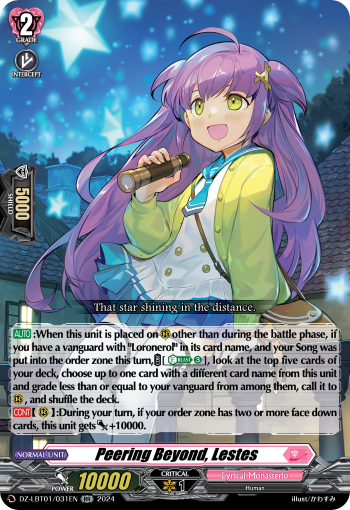 2
GRADE
INTERCEPT
5000
SHIELD
That star shining in the distance.
AUTO :When this unit is placed on other than during the battle phase, if
you have a vanguard with "Loronerol" in its card name, and your Song was
put into the order zone this turn, [ -BLAST 5], look at the top five cards of
your deck, choose up to one card with a different card name from this unit
and grade less than or equal to your vanguard from among them, call it to
, and shuffle the deck.
CONT 【 】:During your turn, if your order zone has two or more face down
cards, this unit gets +10000.
NORMAL UNIT
Peering Beyond, Lestes
POWER 10000
CRITICAL
1
Lyrical Monasterio
Human
D DZ-LBT01/031EN RR 2024
illust/かわすみ